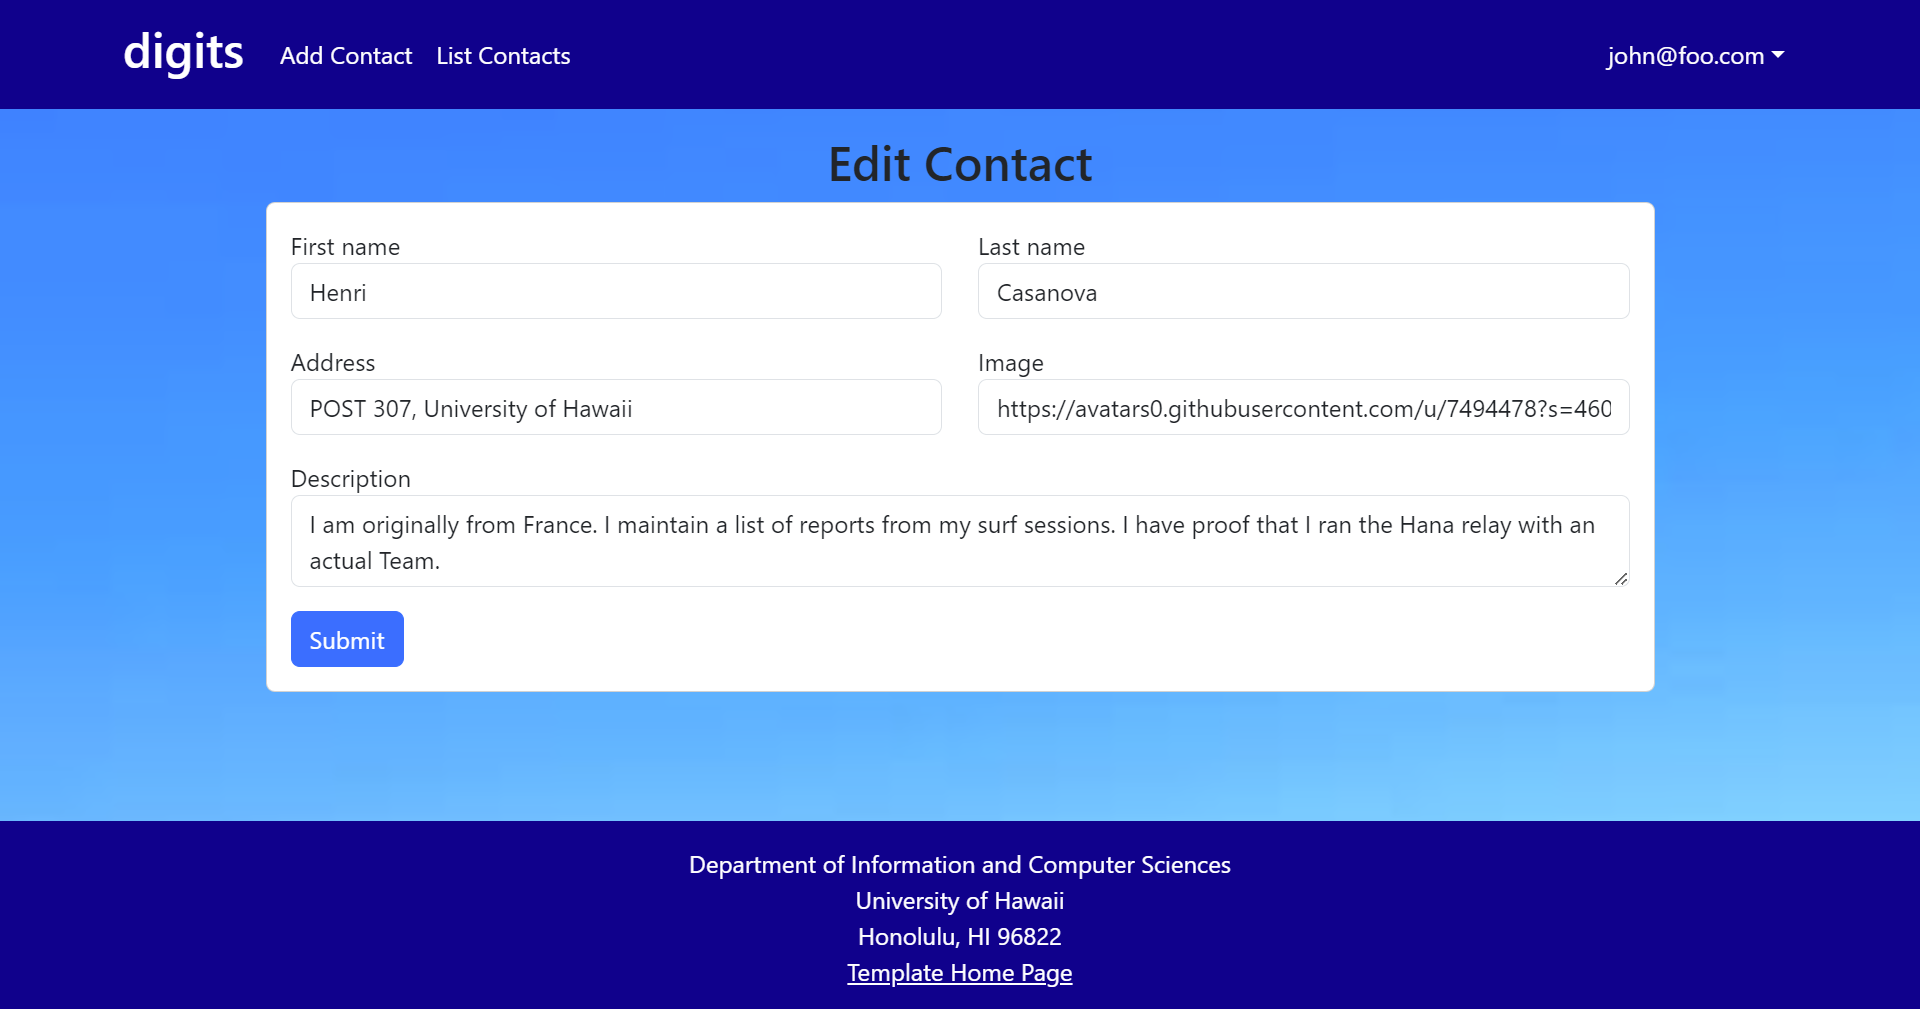 digits
Add Contact
List Contacts
john@foo.com
Edit Contact
First name
Last name
Henri
Casanova
Address
Image
POST 307, University of Hawaii
https://avatars0.githubusercontent.com/u/7494478?s=460
Description
I am originally from France. I maintain a list of reports from my surf sessions. I have proof that I ran the Hana relay with an
actual Team.
Submit
Department of Information and Computer Sciences
University of Hawaii
Honolulu, HI 96822
Template Home Page